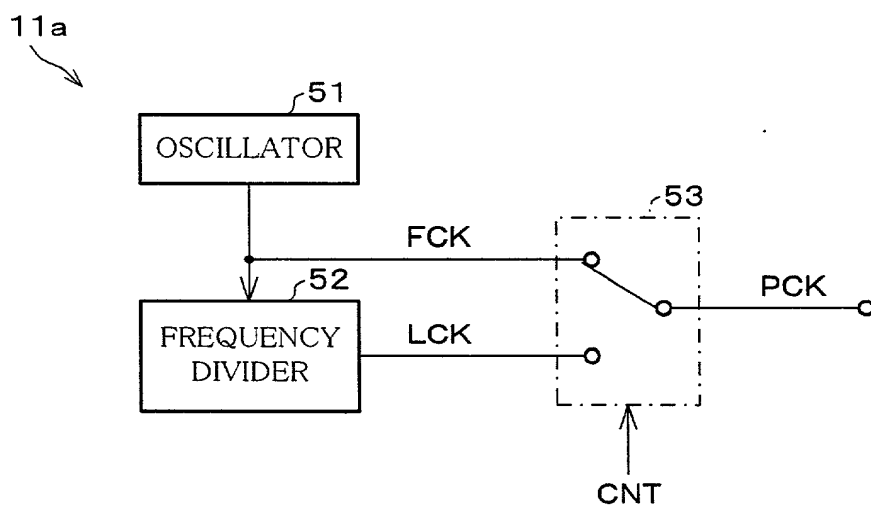 11a
51
OSCILLATOR
53
FCK
52
PCK
FREQUENCY
DIVIDER
LCK
CNT